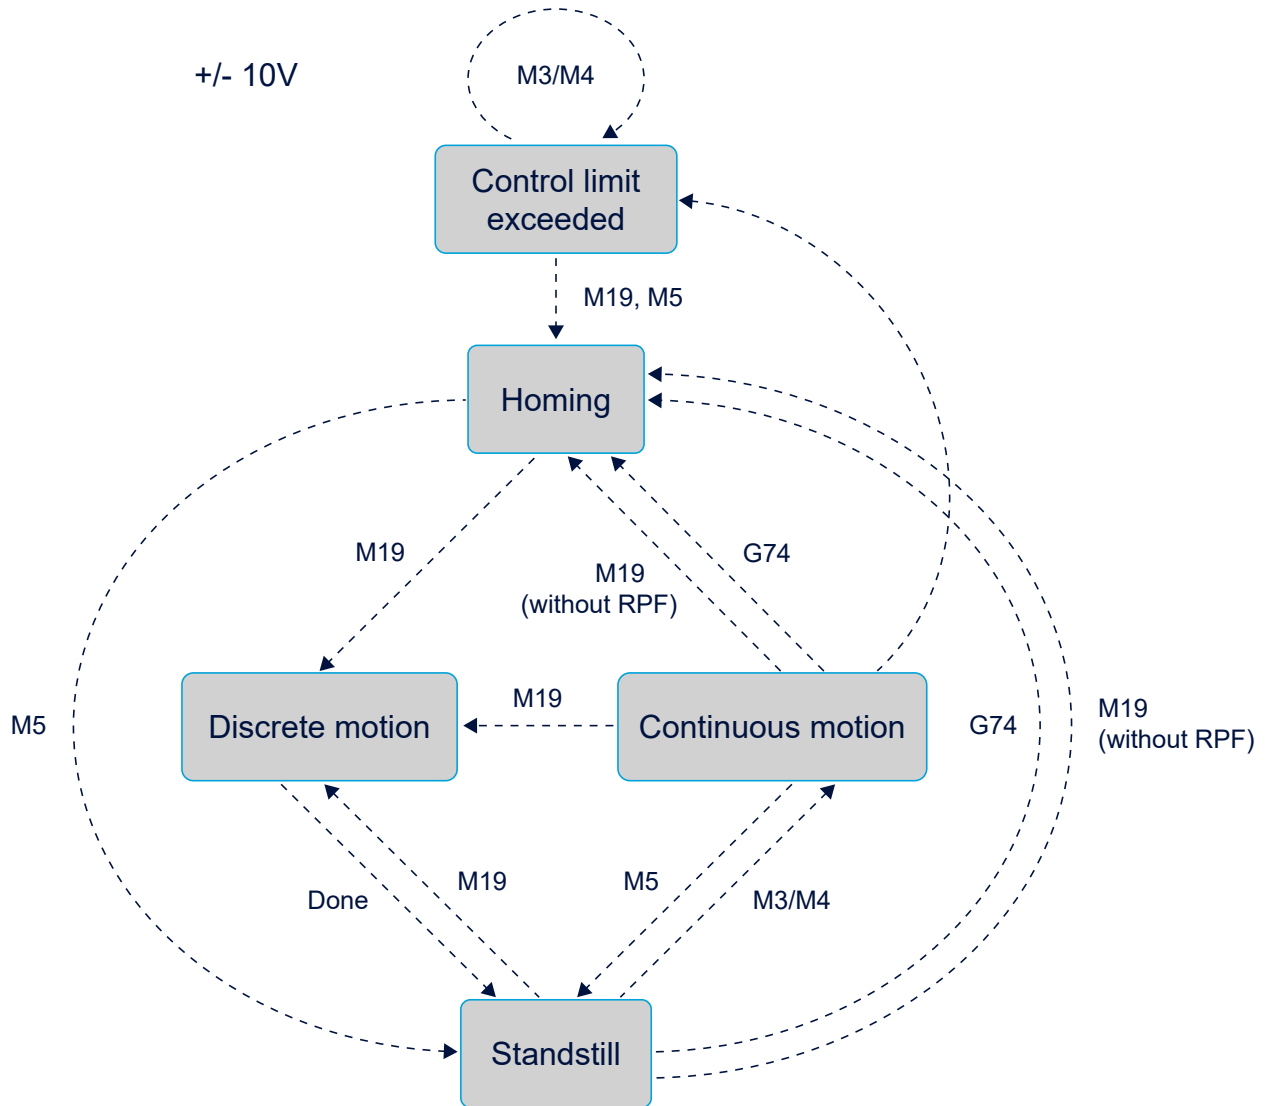 +/- 10V
M3/M4
Control limit
exceeded
M19, M5
Homing
M19
G74
M19
(without RPF)
Discrete motion
M19
Continuous motion
M5
G74
M19
(without RPF)
Done
M19
M5
M3/M4
Standstill